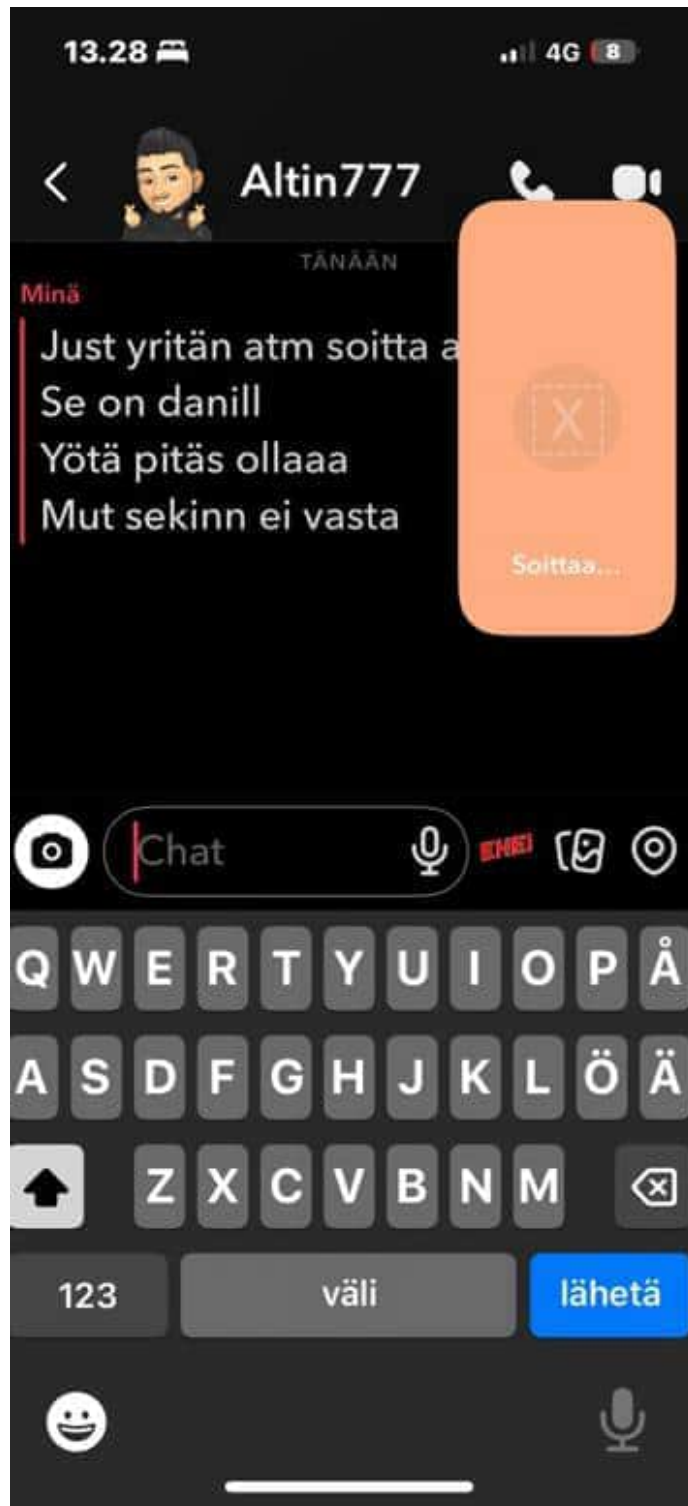 13.28
4G 8
Altin777
TÄNÄÄN
Minä
Just yritän atm soitta a
Se on danill
Yötä pitäs ollaaa
Mut sekinn ei vasta
X
Soittaa...
Chat
Q W E R T Y U I O P Å
A S D F G H J K L Ö Ä
Z X C V B N M
123 väli lähetä